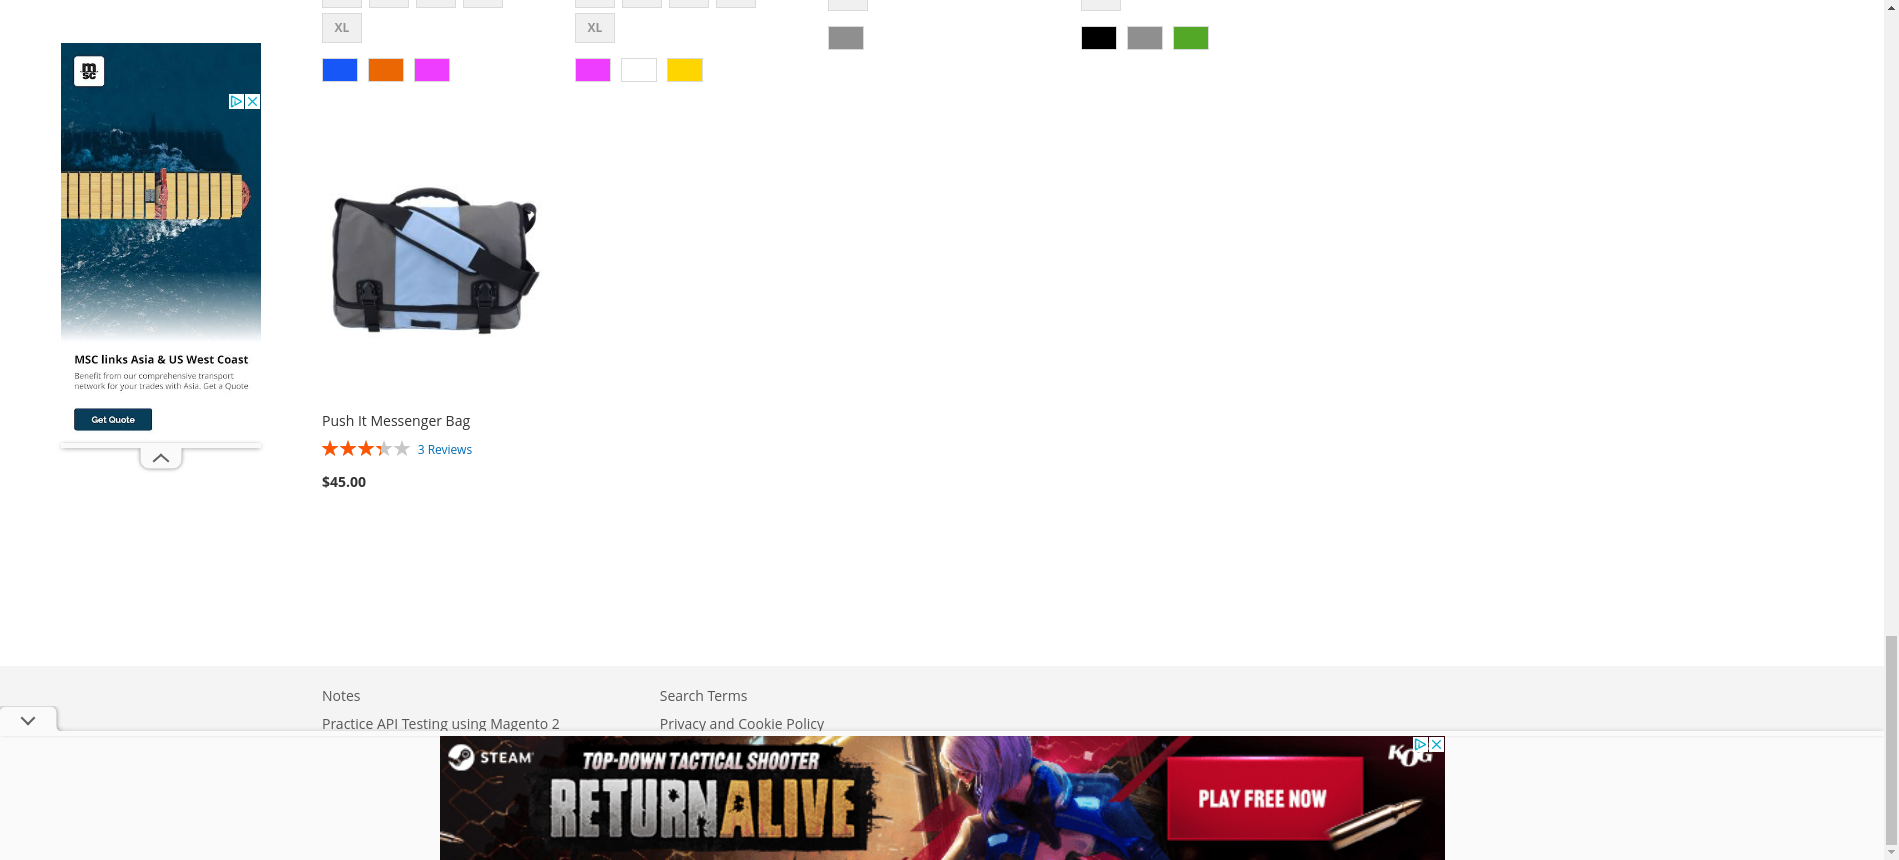 XL
XL
msc
MSC links Asia & US West Coast
Benefit from our comprehensive transport
network for your trades with Asia. Get a Quote
Get Quote
Push It Messenger Bag
3 Reviews
$45.00
Notes
Search Terms
Practice API Testing using Magento 2
Privacy and Cookie Policy
STEAM
TOP-DOWN TACTICAL SHOOTER
RETURN ALIVE
PLAY FREE NOW
KOG